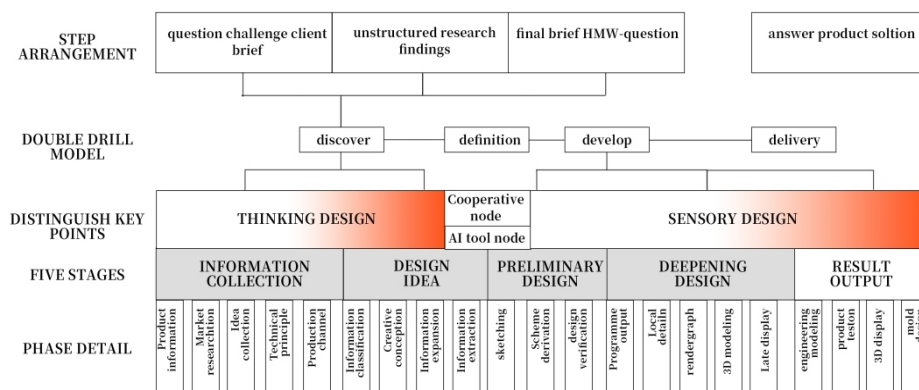 STEP
ARRANGEMENT
question challenge client
brief
unstructured research
findings
final brief HMW-question
answer product soltion
DOUBLE DRILL
MODEL
discover
definition
develop
delivery
DISTINGUISH KEY
POINTS
THINKING DESIGN
Cooperative
node
AI tool node
SENSORY DESIGN
FIVE STAGES
INFORMATION
COLLECTION
DESIGN
IDEA
PRELIMINARY
DESIGN
DEEPENING
DESIGN
RESULT
OUTPUT
PHASE DETAIL
Product
information
Market
researchtion
Idea
collection
Technical
principle
Production
channel
Information
classification
Creative
conception
Information
expansion
Information
extraction
sketching
Scheme
derivation
design
verification
Programme
output
Local
details
rendergraph
3D modeling
Late display
engineering
modeling
product
teston
3D display
mold